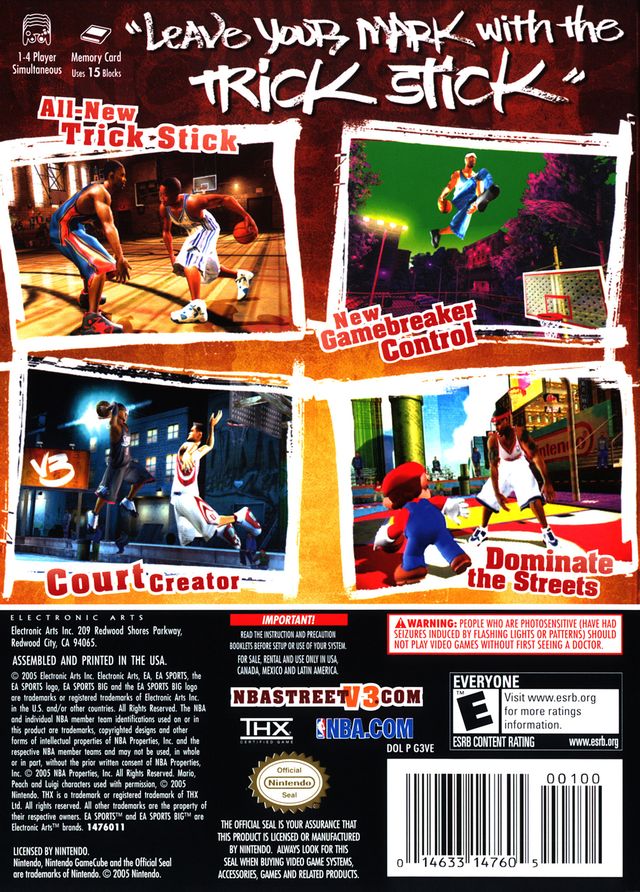 "LEAVE YOUR MARK with the
TRICK STICK"
1-4 Player
Simultaneous
Memory Card
Uses 15 Blocks
All-New
Trick Stick
New
Gamebreaker
Control
V3
Court Creator
Nintendo
Dominate
the Streets
ELECTRONIC ARTS
Electronic Arts Inc. 209 Redwood Shores Parkway,
Redwood City, CA 94065.
ASSEMBLED AND PRINTED IN THE USA.
© 2005 Electronic Arts Inc. Electronic Arts, EA, EA SPORTS, the
EA SPORTS logo, EA SPORTS BIG and the EA SPORTS BIG logo
are trademarks or registered trademarks of Electronic Arts Inc.
in the U.S. and/or other countries. All Rights Reserved. The NBA
and individual NBA member team identifications used on or in
this product are trademarks, copyrighted designs and other
forms of intellectual properties of NBA Properties, Inc. and the
respective NBA member teams and may not be used, in whole
or in part, without the prior written consent of NBA Properties,
Inc. © 2005 NBA Properties, Inc. All Rights Reserved. Mario,
Peach and Luigi characters used with permission, © 2005
Nintendo. THX is a trademark or registered trademark of THX
Ltd. All rights reserved. All other trademarks are the property of
their respective owners. EA SPORTS™ and EA SPORTS BIG™ are
Electronic Arts™ brands. 1476011
LICENSED BY NINTENDO.
Nintendo, Nintendo GameCube and the Official Seal
are trademarks of Nintendo. © 2005 Nintendo.
IMPORTANT!
READ THE INSTRUCTION AND PRECAUTION
BOOKLETS BEFORE SETUP OR USE OF YOUR SYSTEM.
FOR SALE, RENTAL AND USE ONLY IN USA,
CANADA, MEXICO AND LATIN AMERICA.
NBASTREETV3.COM
THX
CERTIFIED GAME
NBA.COM
DOL P G3VE
Official
Nintendo
Seal
THE OFFICIAL SEAL IS YOUR ASSURANCE THAT
THIS PRODUCT IS LICENSED OR MANUFACTURED
BY NINTENDO. ALWAYS LOOK FOR THIS
SEAL WHEN BUYING VIDEO GAME SYSTEMS,
ACCESSORIES, GAMES AND RELATED PRODUCTS.
WARNING: PEOPLE WHO ARE PHOTOSENSITIVE (HAVE HAD
SEIZURES INDUCED BY FLASHING LIGHTS OR PATTERNS) SHOULD
NOT PLAY VIDEO GAMES WITHOUT FIRST SEEING A DOCTOR.
EVERYONE
E
Visit www.esrb.org
for more ratings
information.
ESRB CONTENT RATING www.esrb.org
00100
0 14633 14760 5